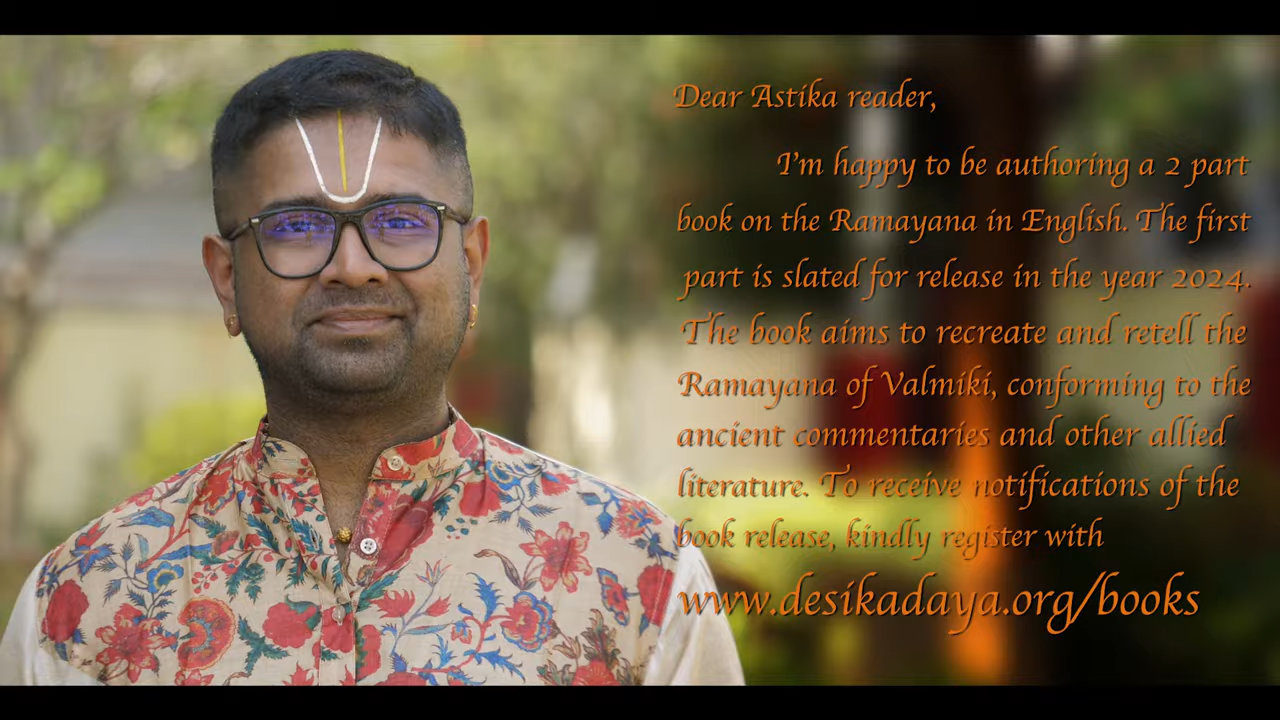 Dear Astika reader,
I'm happy to be authoring a 2 part
book on the Ramayana in English. The first
part is slated for release in the year 2024.
The book aims to recreate and retell the
Ramayana of Valmiki, conforming to the
ancient commentaries and other allied
literature. To receive notifications of the
book release, kindly register with
www.desikadaya.org/books